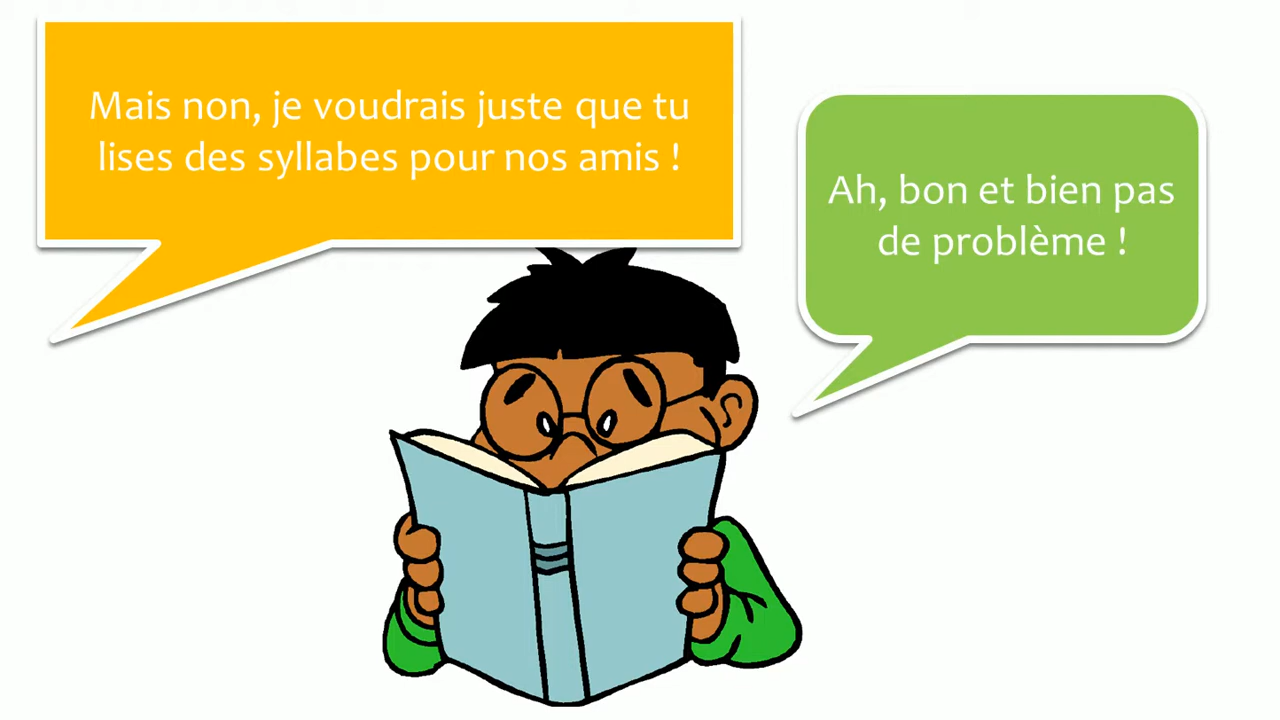 Mais non, je voudrais juste que tu
lises des syllabes pour nos amis !
Ah, bon et bien pas
de problème !